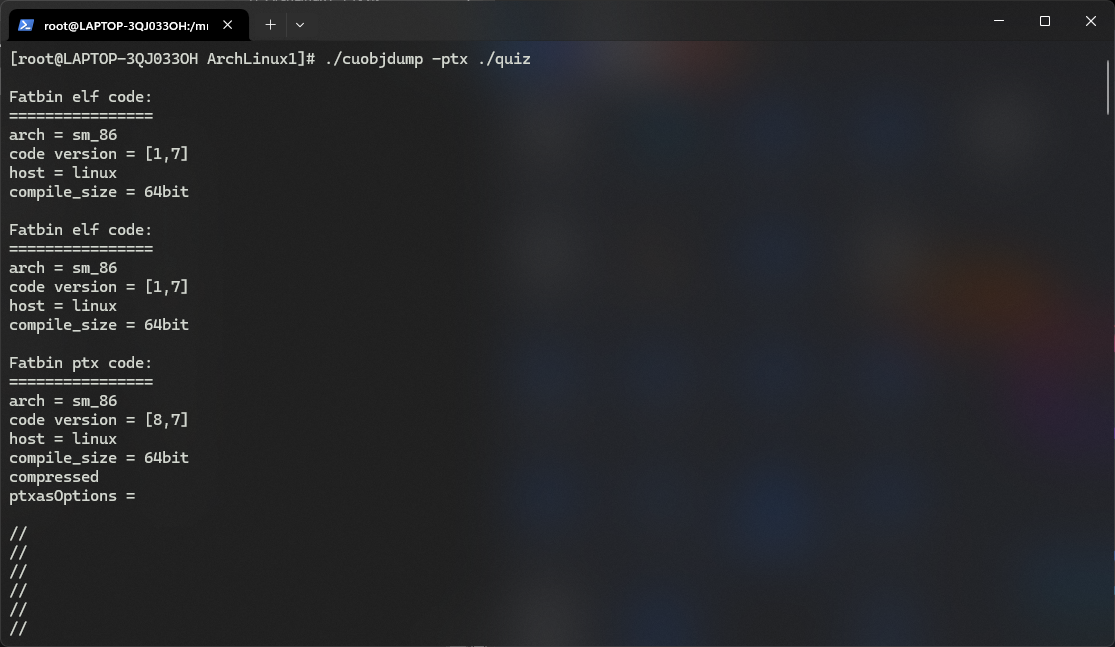 root@LAPTOP-3QJ033OH:/m
[root@LAPTOP-3QJ033OH ArchLinux1]# ./cuobjdump -ptx ./quiz
Fatbin elf code:
================
arch = sm_86
code version = [1,7]
host = linux
compile_size = 64bit
Fatbin elf code:
================
arch = sm_86
code version = [1,7]
host = linux
compile_size = 64bit
Fatbin ptx code:
================
arch = sm_86
code version = [8,7]
host = linux
compile_size = 64bit
compressed
ptxasOptions =
//
//
//
//
//
//